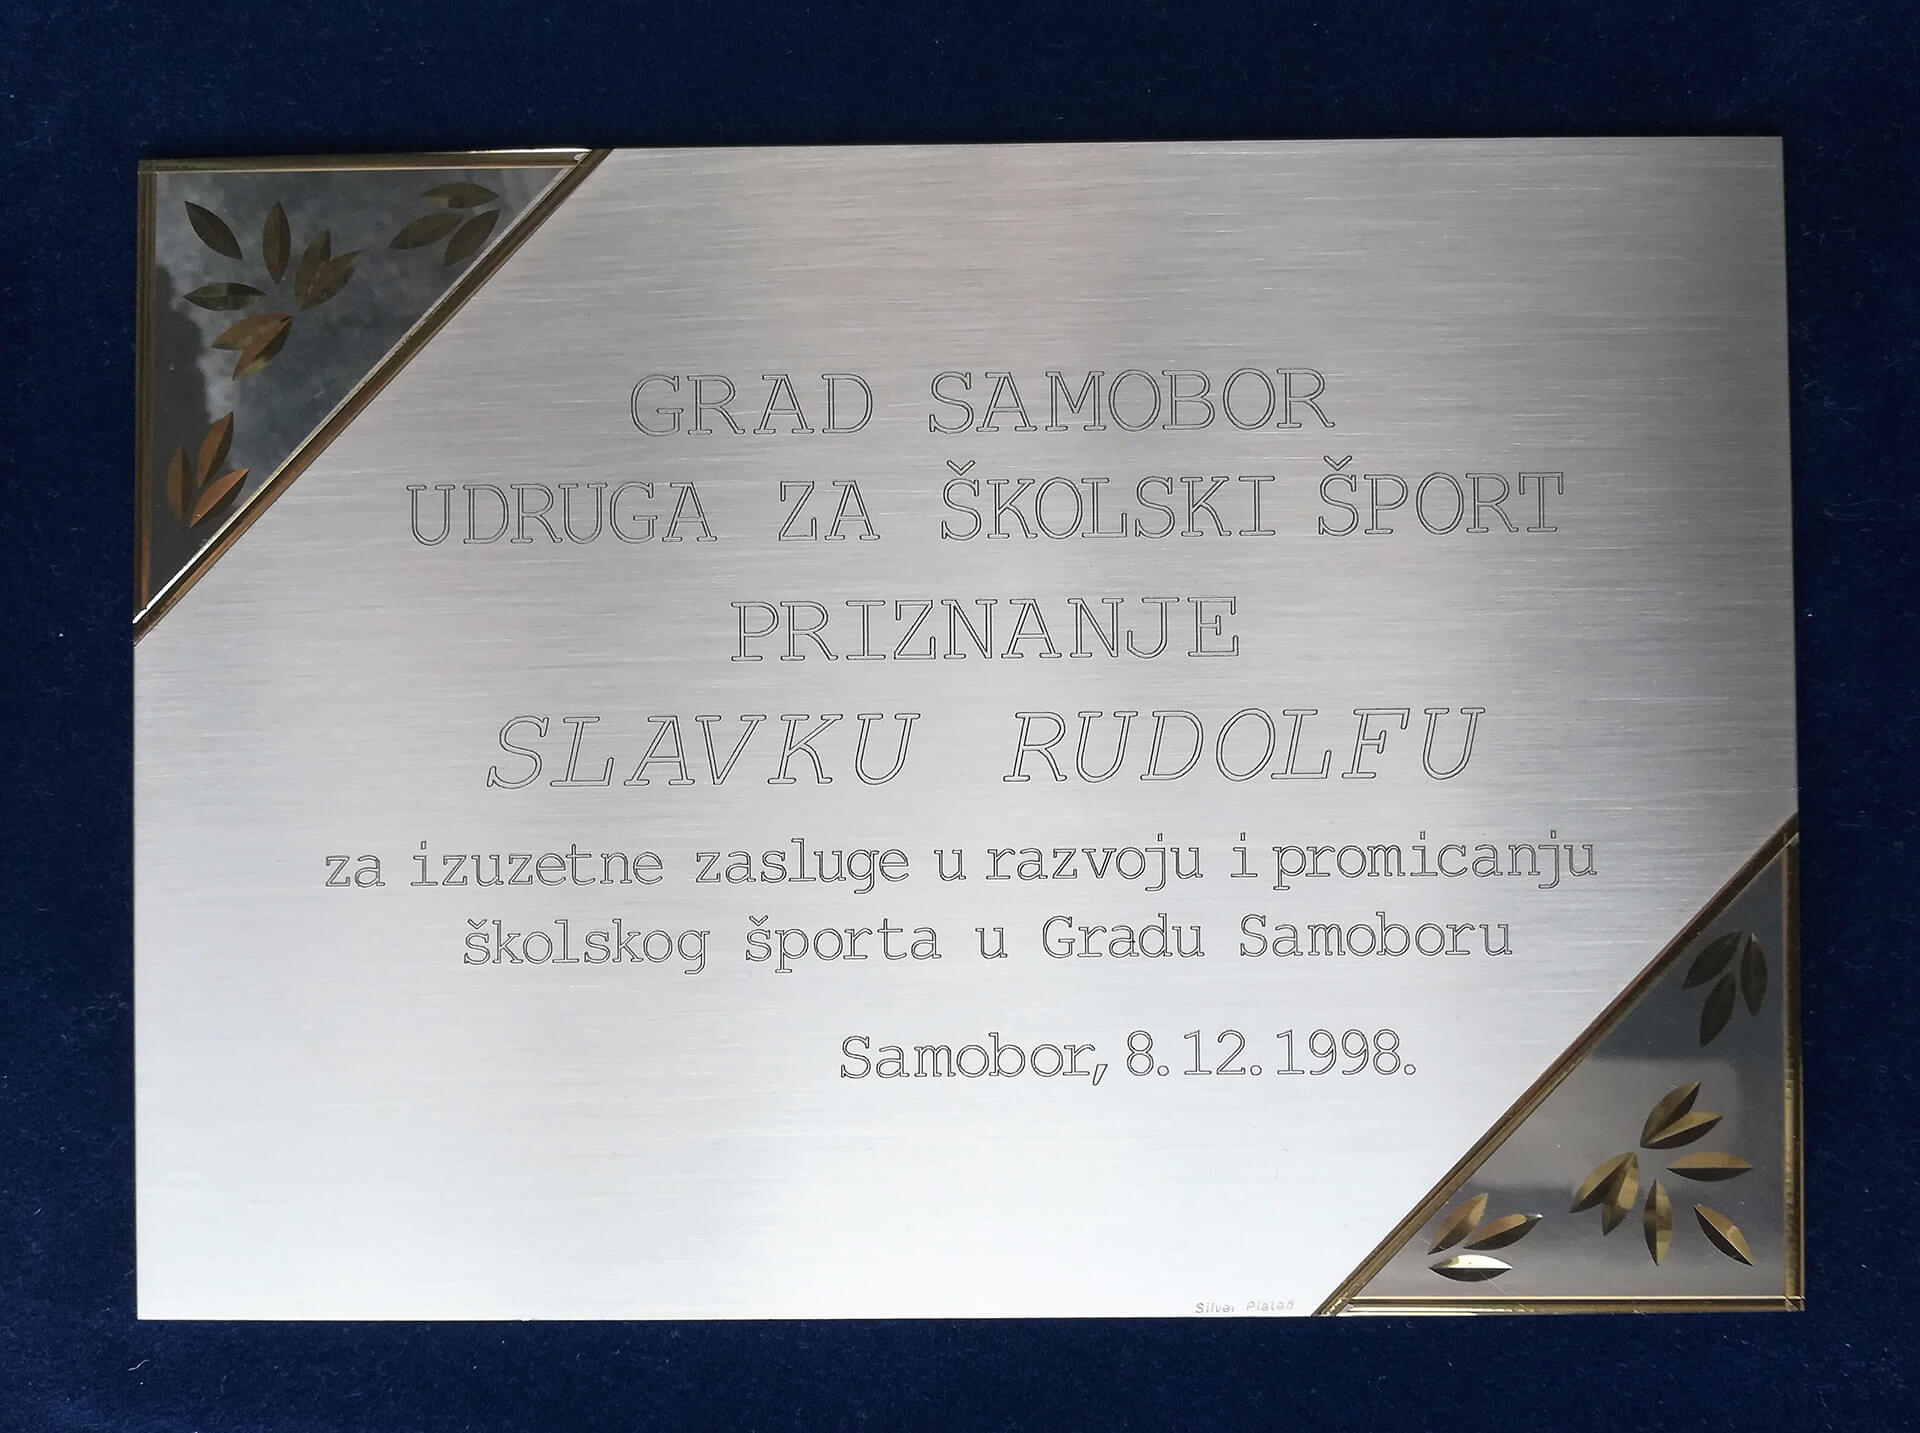 GRAD SAMOBOR
UDRUGA ZA ŠKOLSKI ŠPORT
PRIZNANJE
SLAVKU RUDOLFU
za izuzetne zasluge u razvoju i promicanju
školskog športa u Gradu Samoboru
Samobor, 8.12.1998.
Silver Plated